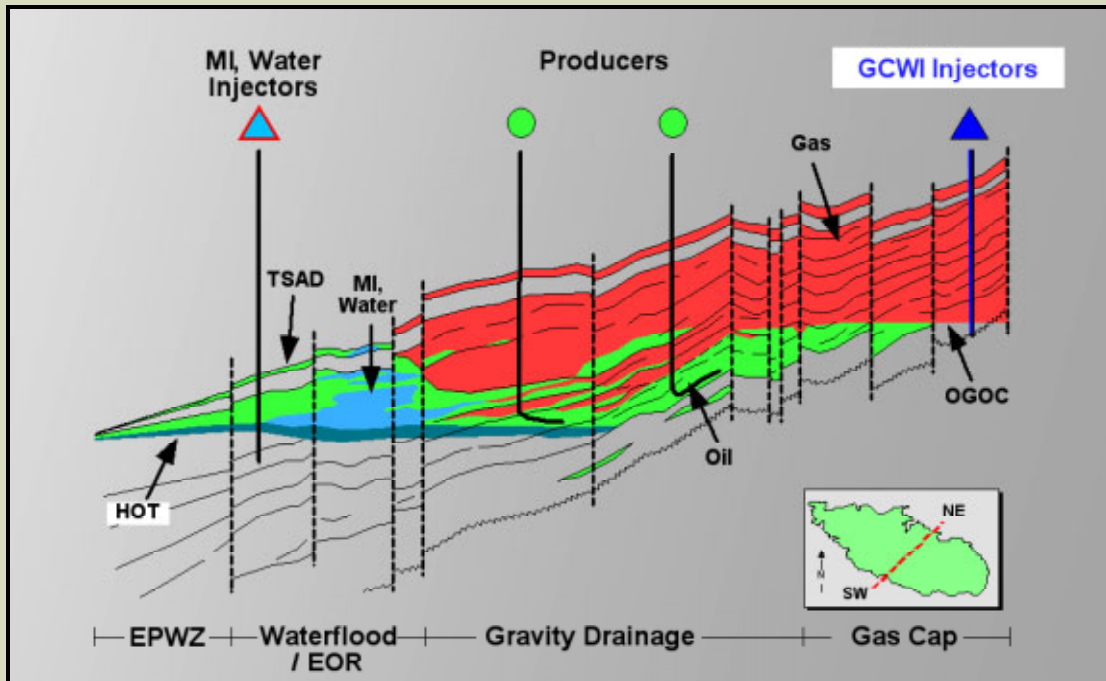 MI, Water
Injectors
Producers
GCWI Injectors
Gas
TSAD
MI,
Water
OGOC
Oil
HOT
NE
N
SW
EPWZ
Waterflood
/ EOR
Gravity Drainage
Gas Cap